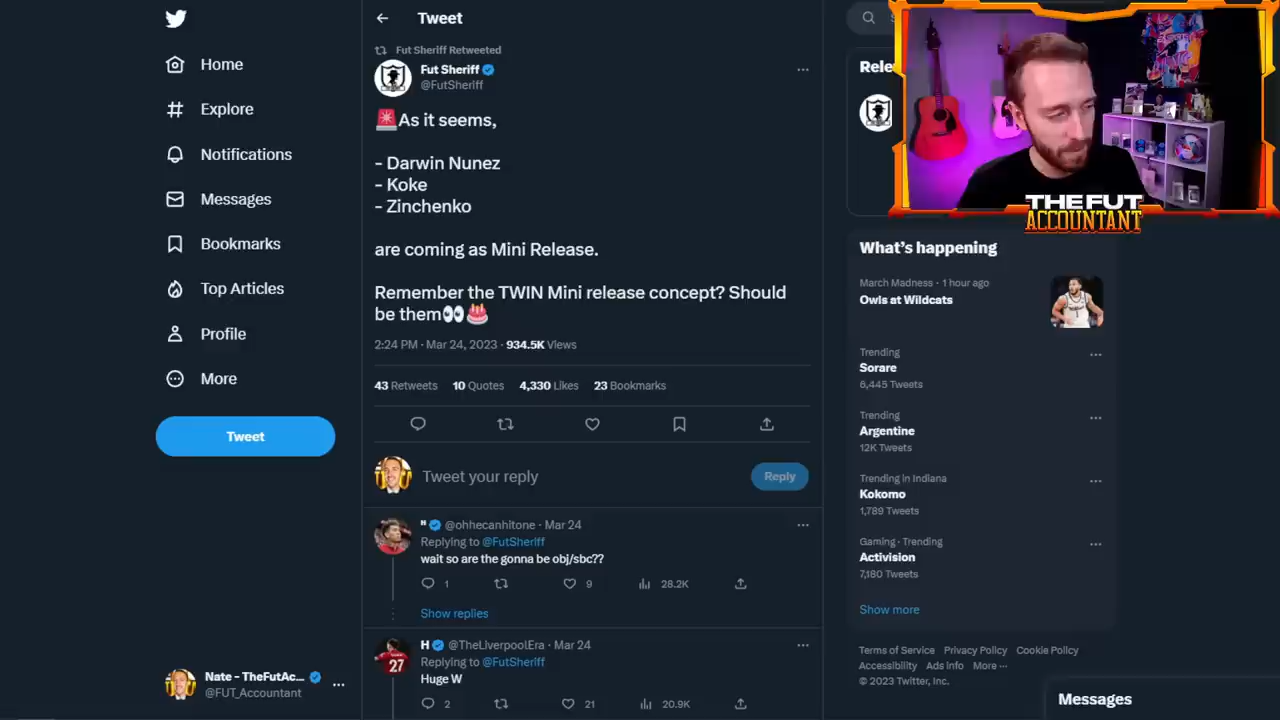 Tweet
Home
Explore
Notifications
Messages
Bookmarks
Top Articles
Profile
More
Tweet
Nate - TheFutAc...
@FUT_Accountant
Fut Sheriff Retweeted
Fut Sheriff
@FutSheriff
🚨As it seems,
- Darwin Nunez
- Koke
- Zinchenko
are coming as Mini Release.
Remember the TWIN Mini release concept? Should
be them👀🎂
2:24 PM · Mar 24, 2023 · 934.5K Views
43 Retweets 10 Quotes 4,330 Likes 23 Bookmarks
Tweet your reply
Reply
@ohhecanhitone · Mar 24
Replying to @FutSheriff
wait so are the gonna be obj/sbc??
1 9 28.2K
Show replies
H @TheLiverpoolEra · Mar 24
Replying to @FutSheriff
Huge W
2 21 20.9K
27
Rele
THE FUT
ACCOUNTANT
What's happening
March Madness · 1 hour ago
Owls at Wildcats
Trending
Sorare
6,445 Tweets
Trending
Argentine
12K Tweets
Trending in Indiana
Kokomo
1,789 Tweets
Gaming · Trending
Activision
7,180 Tweets
Show more
Terms of Service Privacy Policy Cookie Policy
Accessibility Ads info More ···
© 2023 Twitter, Inc.
Messages